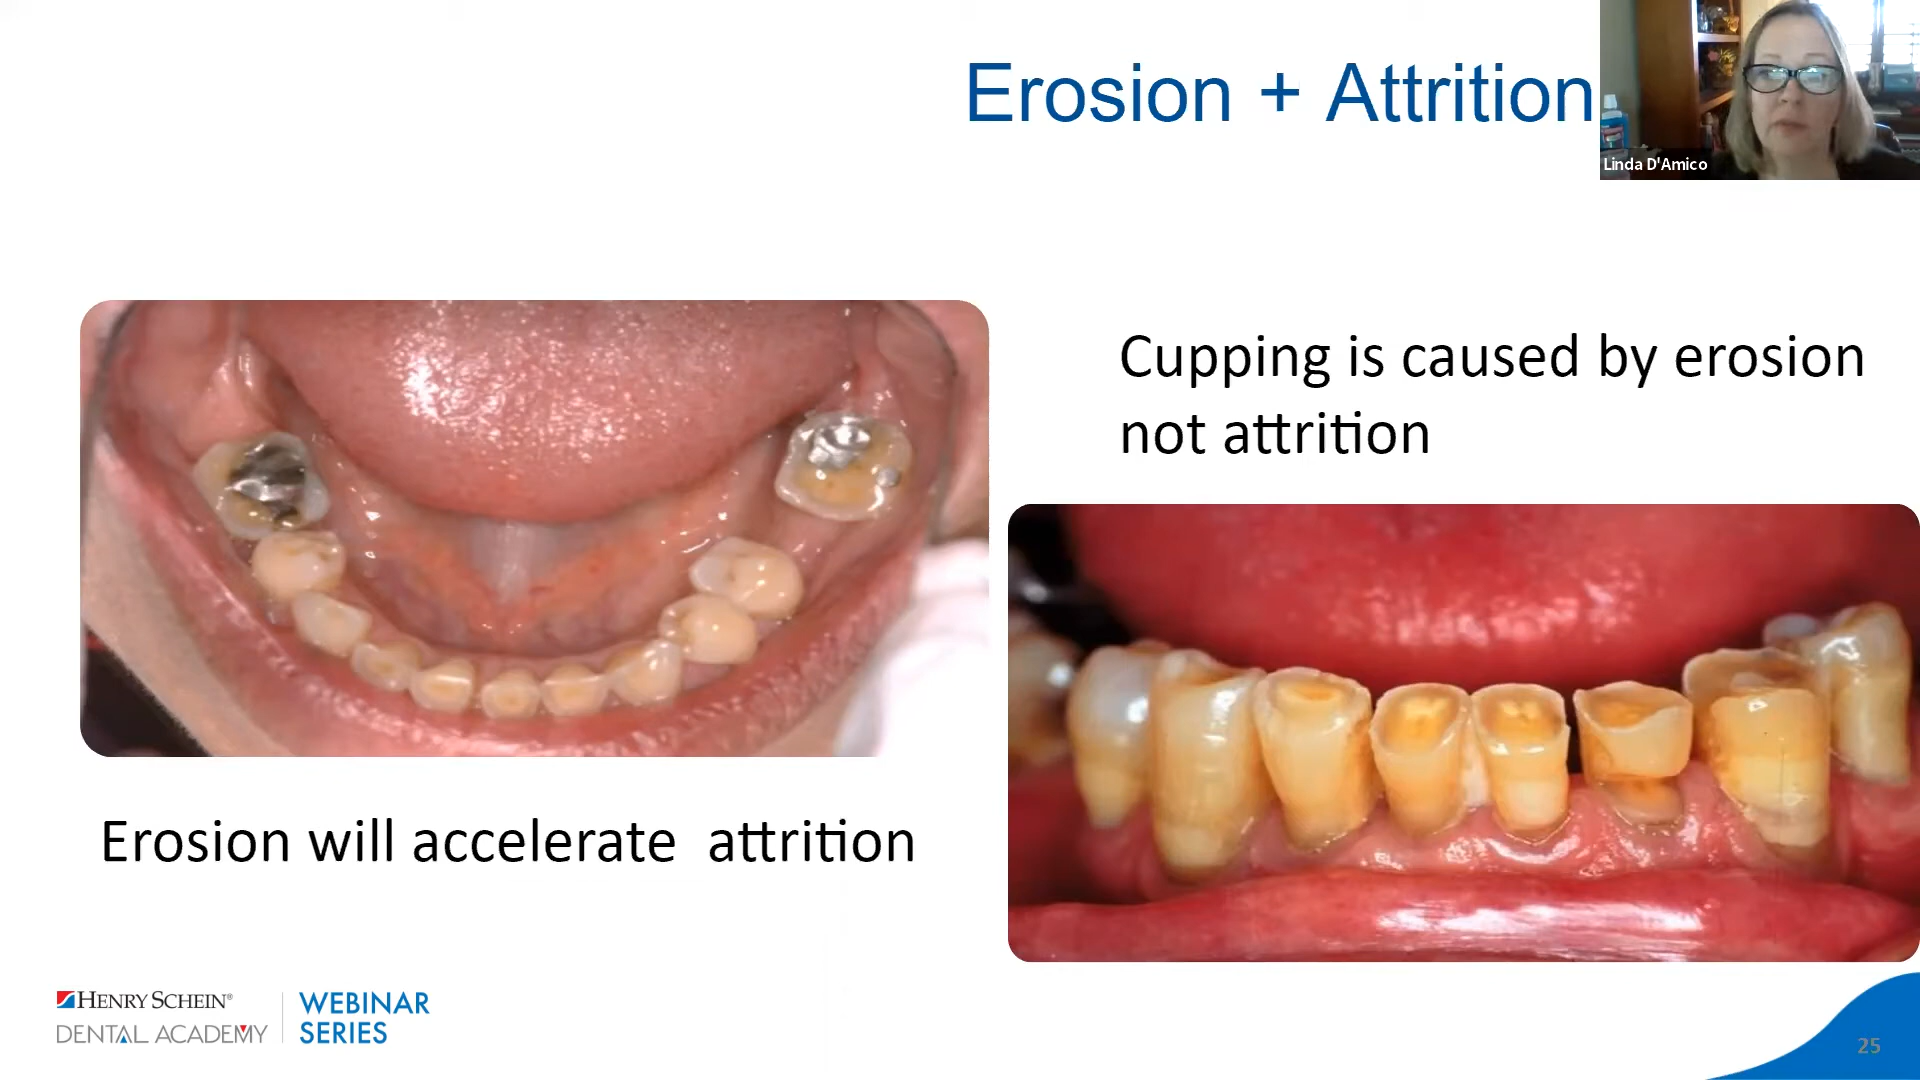 Erosion + Attrition
Linda D'Amico
Cupping is caused by erosion
not attrition
Erosion will accelerate  attrition
HENRY SCHEIN®
DENTAL ACADEMY
WEBINAR
SERIES
25